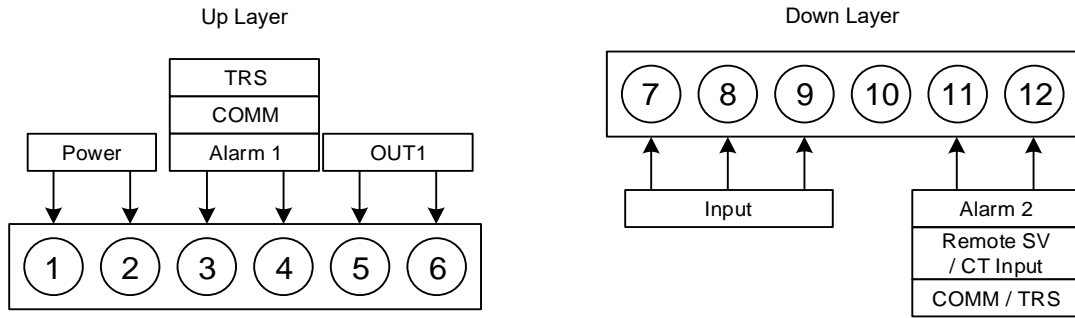 Up Layer
TRS
COMM
Power
Alarm 1
OUT1
1 2 3 4 5 6
Down Layer
7 8 9 10 11 12
Input
Alarm 2
Remote SV
/ CT Input
COMM / TRS